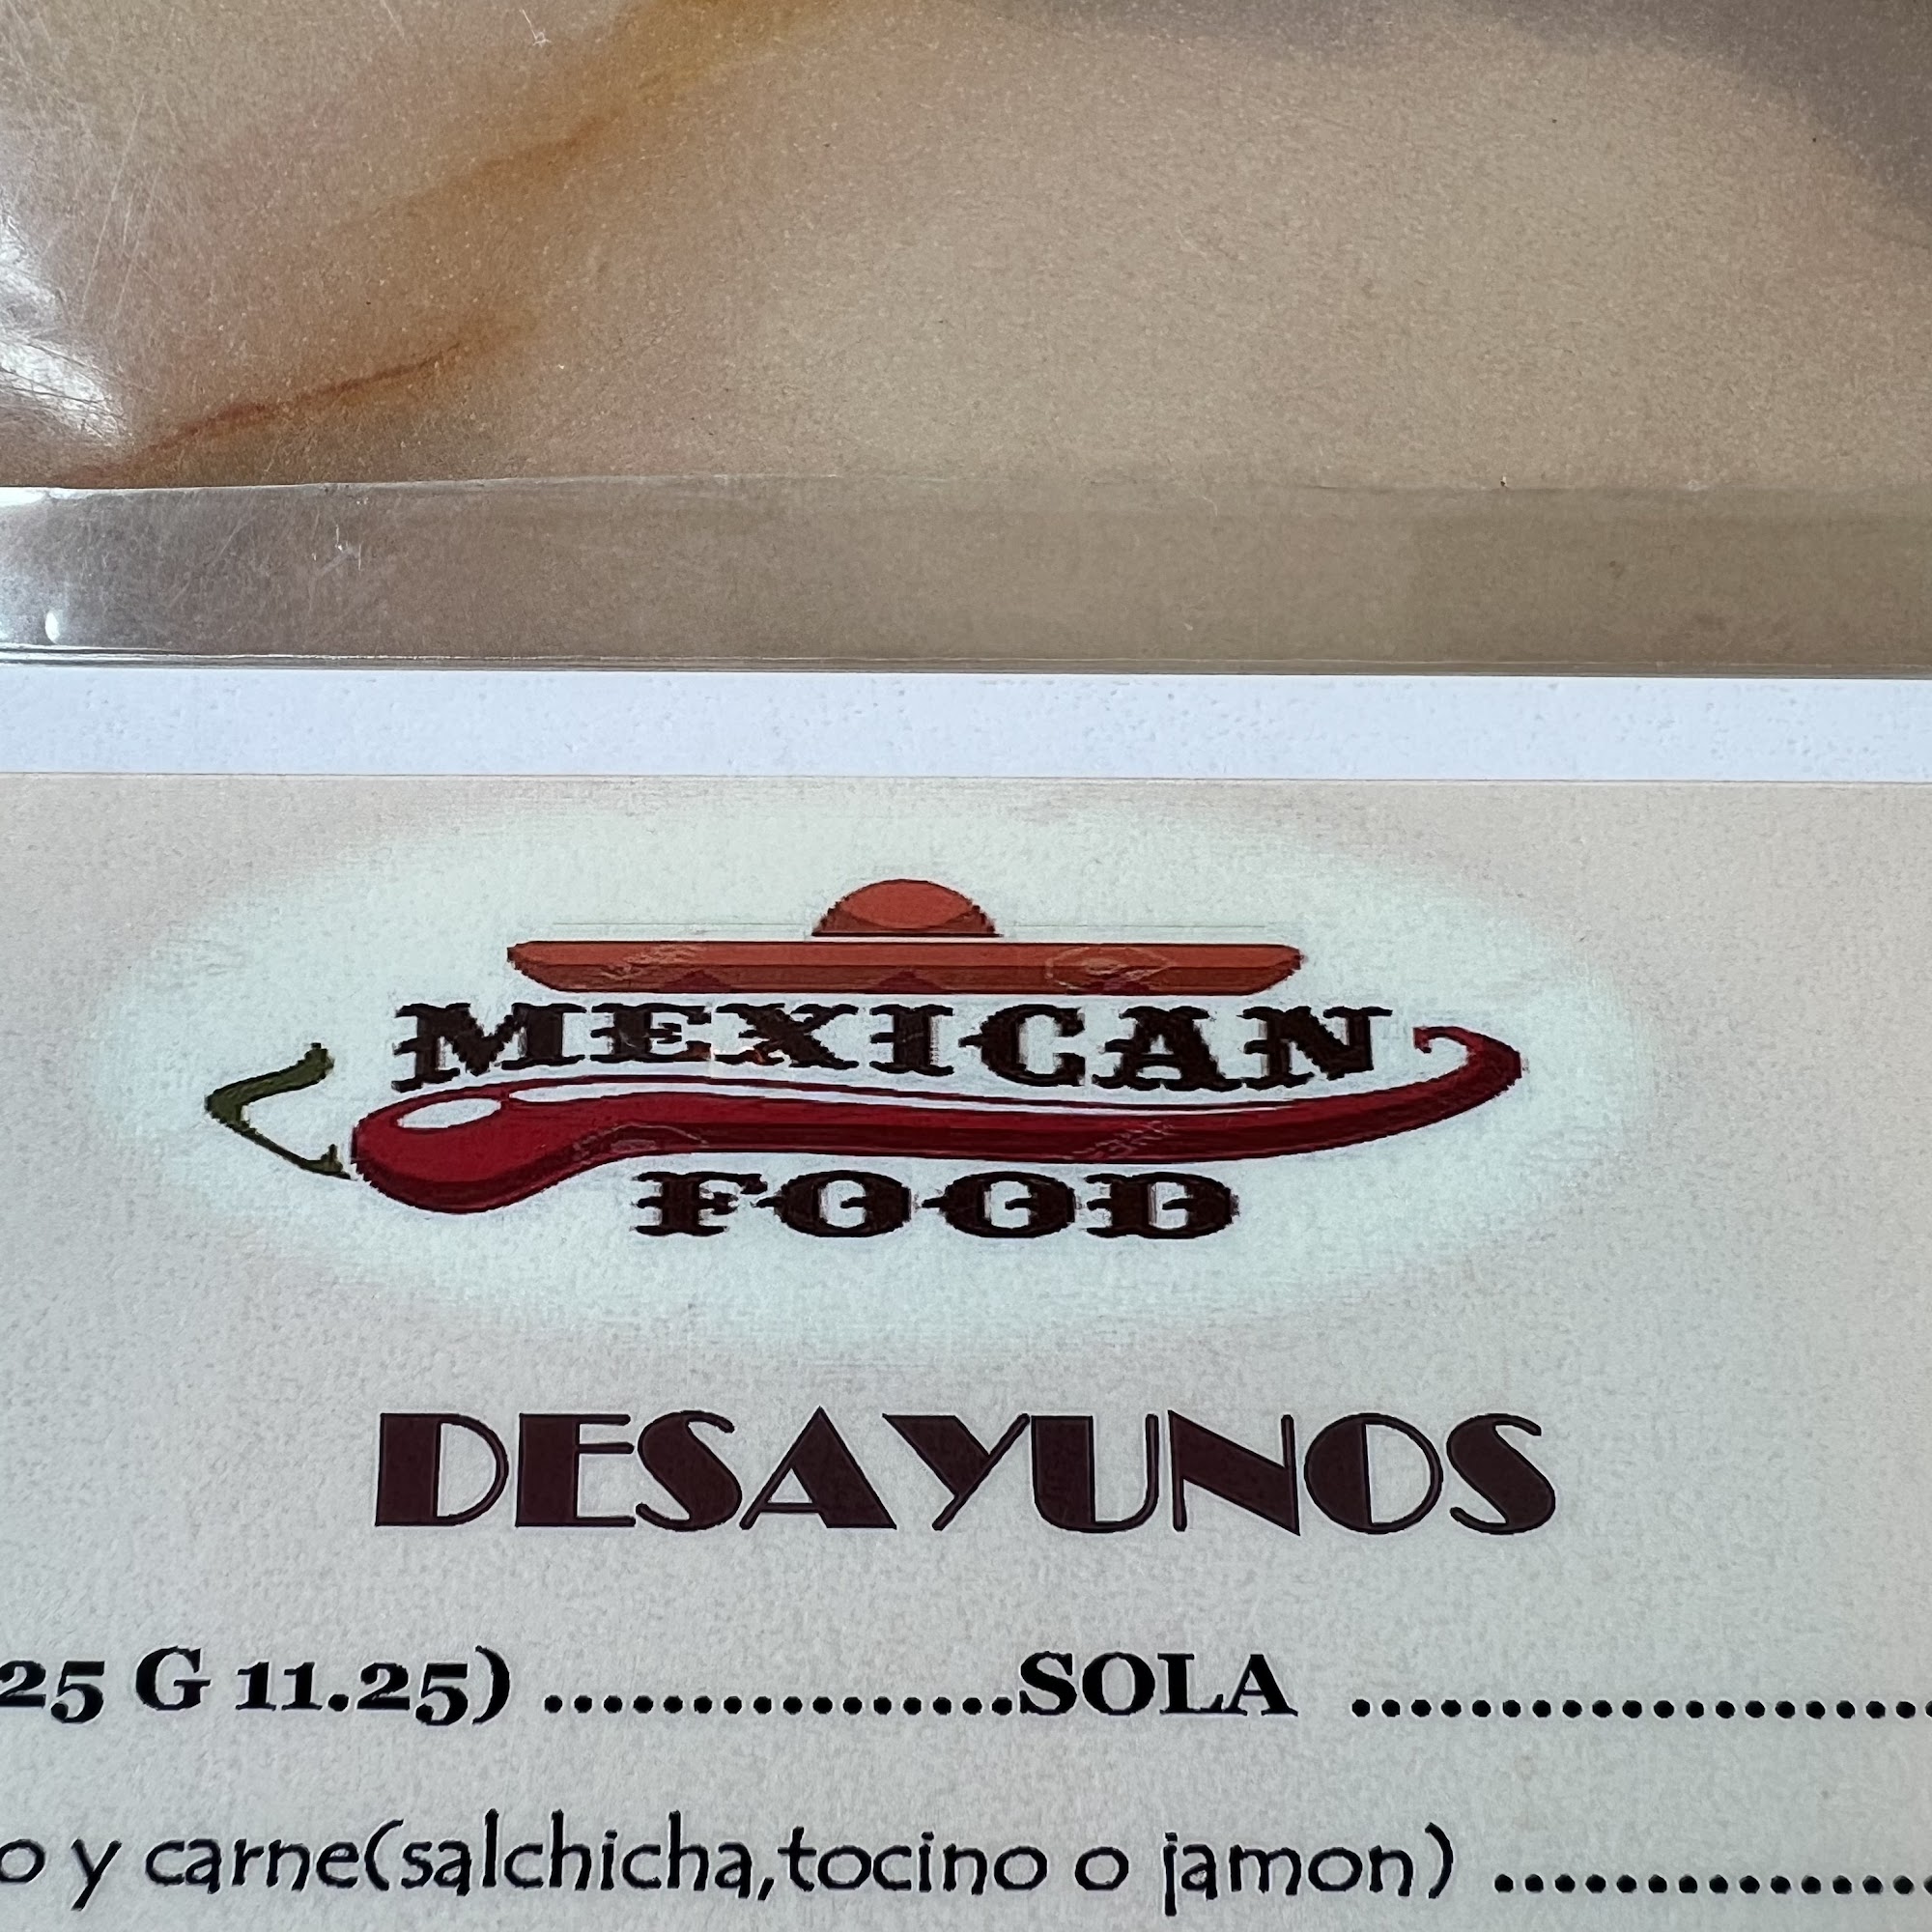 MEXICAN
FOOD
DESAYUNOS
25 G 11.25) ................SOLA ...................
o y carne(salchicha,tocino o jamon) ..............